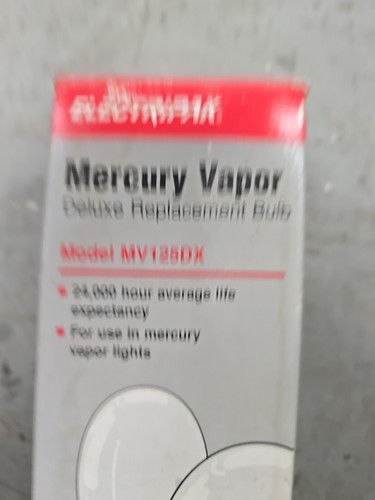 Mercury Vapor
Deluxe Replacement Bulb
Model MV125DX
24,000 hour average life
expectancy
For use in mercury
vapor lights